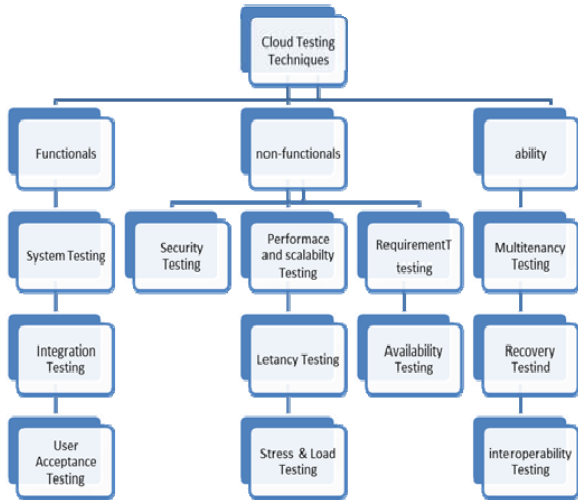 Cloud Testing
Techniques
Functionals
non-functionals
ability
System Testing
Security
Testing
Performace
and scalabilty
Testing
RequirementT
testing
Multitenancy
Testing
Integration
Testing
Letancy Testing
Availability
Testing
Recovery
Testind
User
Acceptance
Testing
Stress & Load
Testing
interoperability
Testing